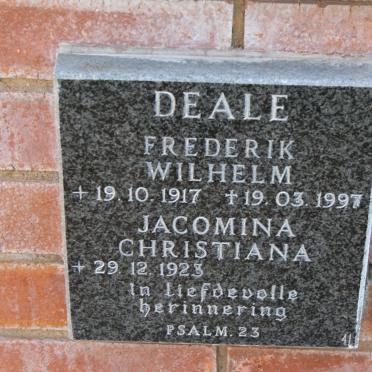 DEALE
FREDERIK
WILHELM
+ 19.10.1917 ✝ 19.03.1997
JACOMINA
CHRISTIANA
+ 29.12.1923
in liefdevolle
herinnering
PSALM. 23